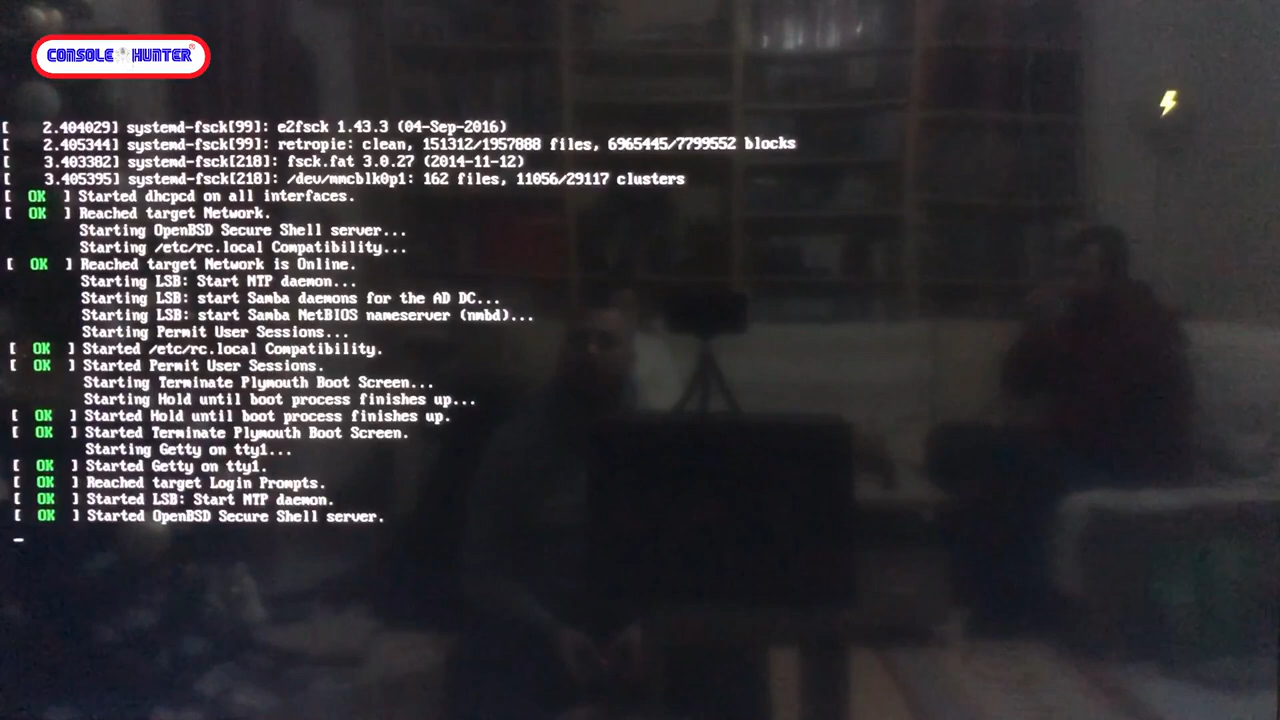 CONSOLE HUNTER
[ 2.404029] systemd-fsck[99]: e2fsck 1.43.3 (04-Sep-2016)
[ 2.405344] systemd-fsck[99]: retropie: clean, 151312/1957888 files, 6965445/7799552 blocks
[ 3.403382] systemd-fsck[218]: fsck.fat 3.0.27 (2014-11-12)
[ 3.405395] systemd-fsck[218]: /dev/mmcblk0p1: 162 files, 11056/29117 clusters
[ OK ] Started dhcpcd on all interfaces.
[ OK ] Reached target Network.
Starting OpenBSD Secure Shell server...
Starting /etc/rc.local Compatibility...
[ OK ] Reached target Network is Online.
Starting LSB: Start NTP daemon...
Starting LSB: start Samba daemons for the AD DC...
Starting LSB: start Samba NetBIOS nameserver (nmbd)...
Starting Permit User Sessions...
[ OK ] Started /etc/rc.local Compatibility.
[ OK ] Started Permit User Sessions.
Starting Terminate Plymouth Boot Screen...
Starting Hold until boot process finishes up...
[ OK ] Started Hold until boot process finishes up.
[ OK ] Started Terminate Plymouth Boot Screen.
Starting Getty on tty1...
[ OK ] Started Getty on tty1.
[ OK ] Reached target Login Prompts.
[ OK ] Started LSB: Start NTP daemon.
[ OK ] Started OpenBSD Secure Shell server.